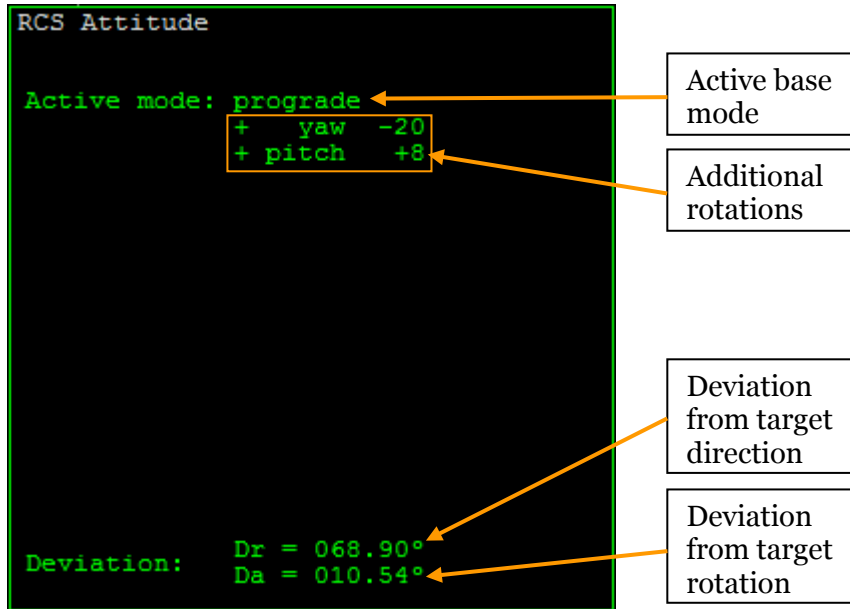 RCS Attitude
Active mode: prograde
+ yaw -20
+ pitch +8
Deviation: Dr = 068.90°
Da = 010.54°
Active base
mode
Additional
rotations
Deviation
from target
direction
Deviation
from target
rotation